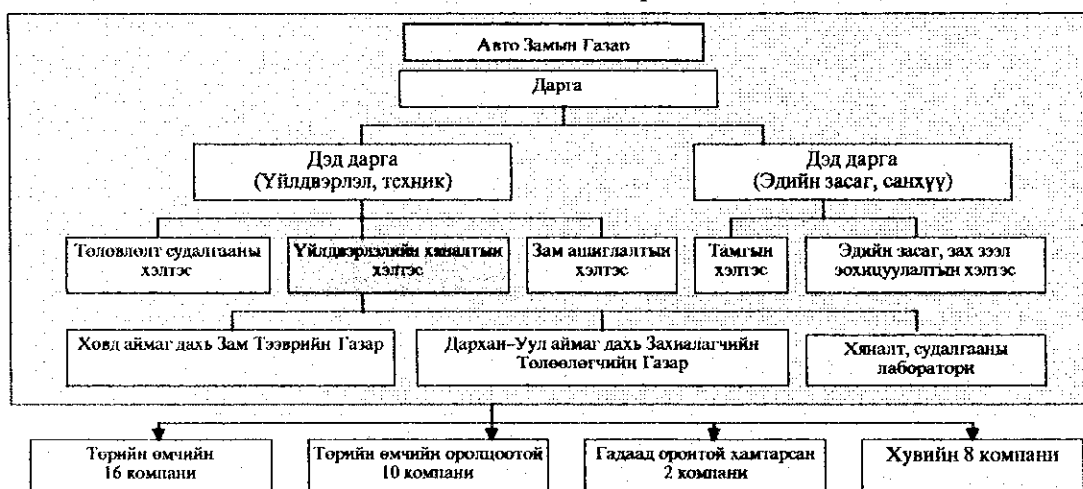 Авто Замын Газар
Дарга
Дэд дарга
(Үйлдвэрлэл, техник)
Дэд дарга
(Эдийн засаг, санхүү)
Төлөвлөлт судалгааны
хэлтэс
Үйлдвэрлэлийн хяналтын
хэлтэс
Зам ашиглалтын
хэлтэс
Тамгын
хэлтэс
Эдийн засаг, зах зээл
зохицуулалтын хэлтэс
Ховд аймаг дахь Зам Тээврийн Газар
Дархан–Уул аймаг дахь Захиалагчийн
Төлөөлөгчийн Газар
Хяналт, судалгааны
лаборатори
Төрийн өмчийн
16 компани
Төрийн өмчийн оролцоотой
10 компани
Гадаад оронтой хамтарсан
2 компани
Хувийн 8 компани